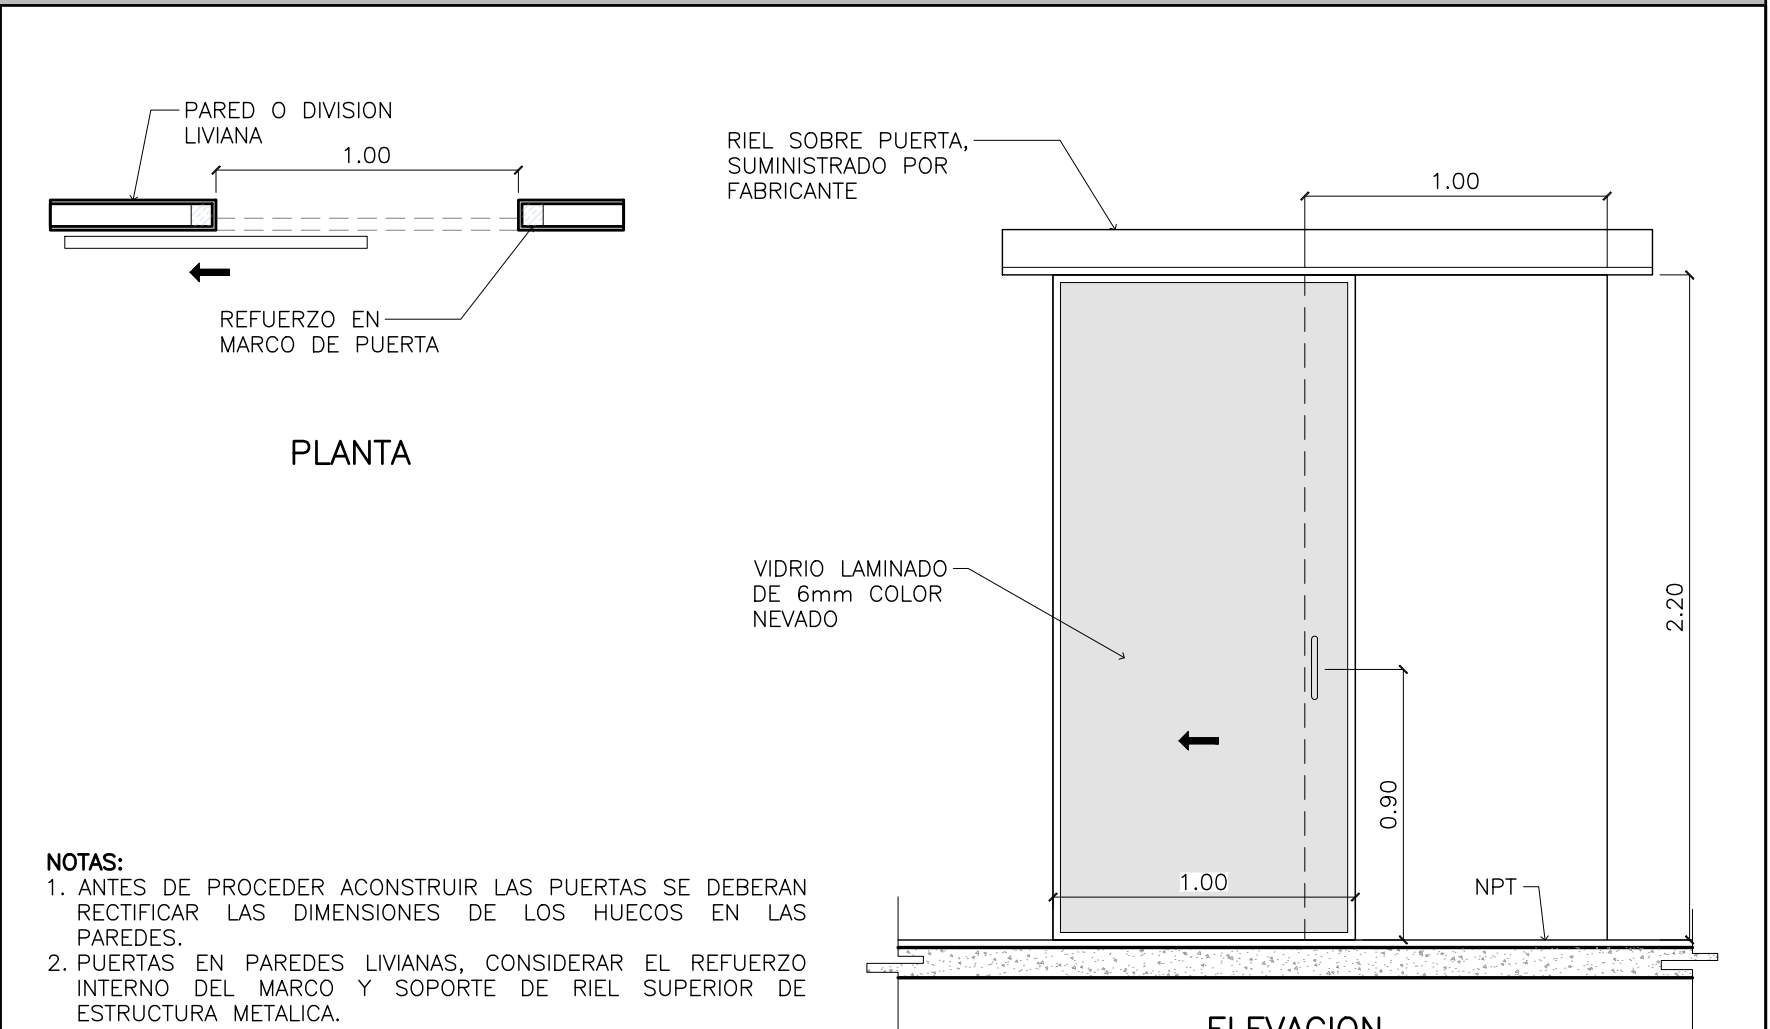 PARED O DIVISION
LIVIANA
1.00
REFUERZO EN
MARCO DE PUERTA
PLANTA
RIEL SOBRE PUERTA,
SUMINISTRADO POR
FABRICANTE
1.00
VIDRIO LAMINADO
DE 6mm COLOR
NEVADO
2.20
0.90
1.00
NPT
ELEVACION
NOTAS:
1. ANTES DE PROCEDER ACONSTRUIR LAS PUERTAS SE DEBERAN
RECTIFICAR LAS DIMENSIONES DE LOS HUECOS EN LAS
PAREDES.
2. PUERTAS EN PAREDES LIVIANAS, CONSIDERAR EL REFUERZO
INTERNO DEL MARCO Y SOPORTE DE RIEL SUPERIOR DE
ESTRUCTURA METALICA.